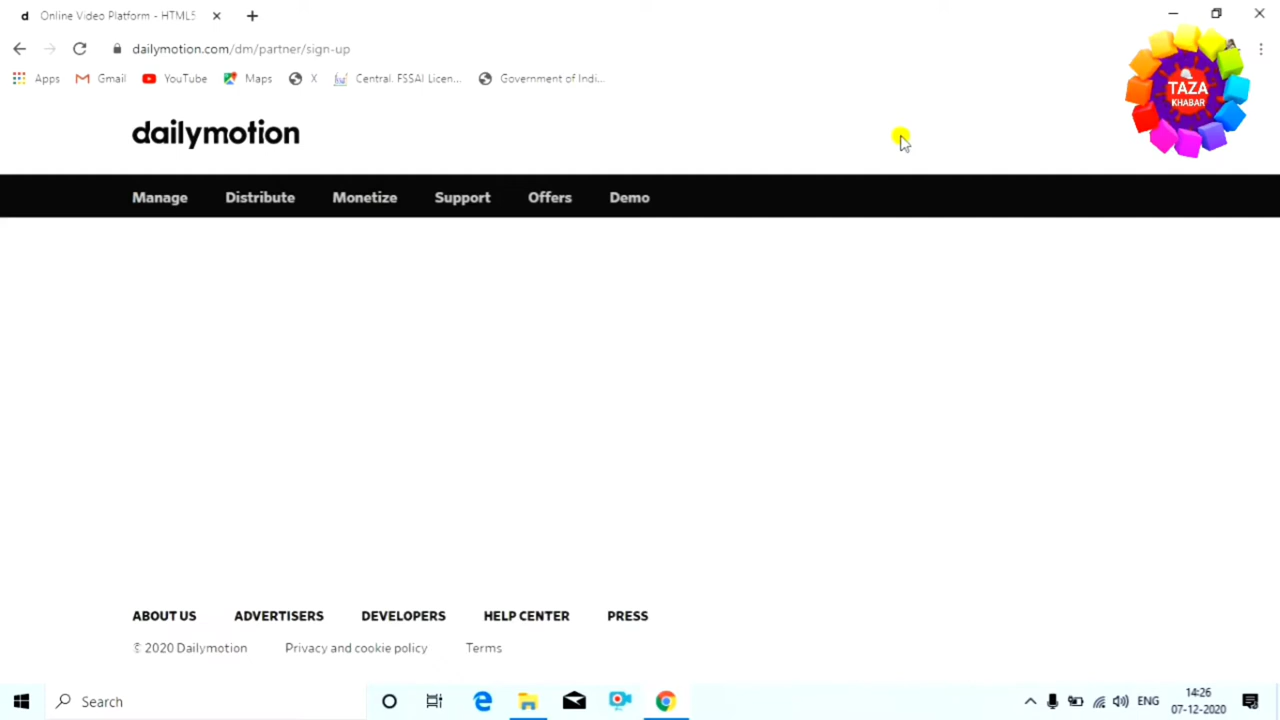 d Online Video Platform - HTML5
dailymotion.com/dm/partner/sign-up
Apps Gmail YouTube Maps X Central. FSSAI Licen... Government of Indi...
TAZA
KHABAR
dailymotion
Manage Distribute Monetize Support Offers Demo
ABOUT US ADVERTISERS DEVELOPERS HELP CENTER PRESS
© 2020 Dailymotion Privacy and cookie policy Terms
Search ENG 14:26
07-12-2020